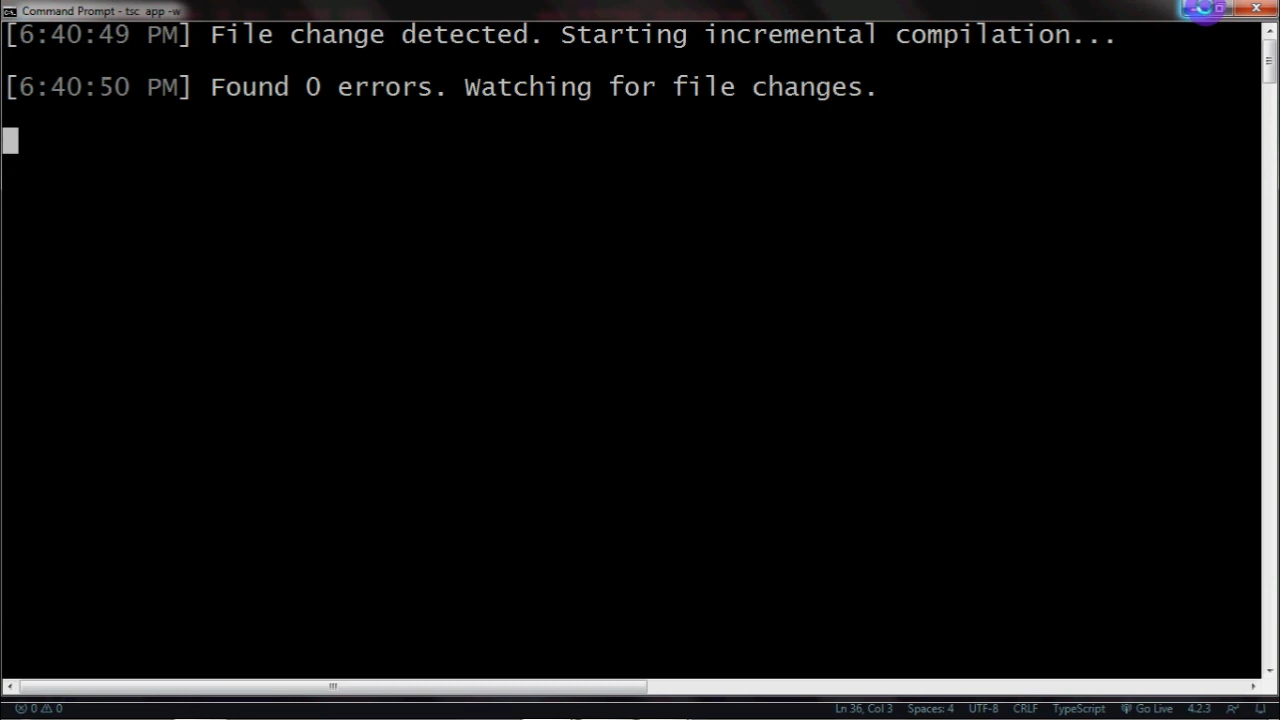 Command Prompt - tsc app -w
[6:40:49 PM] File change detected. Starting incremental compilation...
[6:40:50 PM] Found 0 errors. Watching for file changes.
0 0 Ln 36, Col 3 Spaces: 4 UTF-8 CRLF TypeScript Go Live 4.2.3